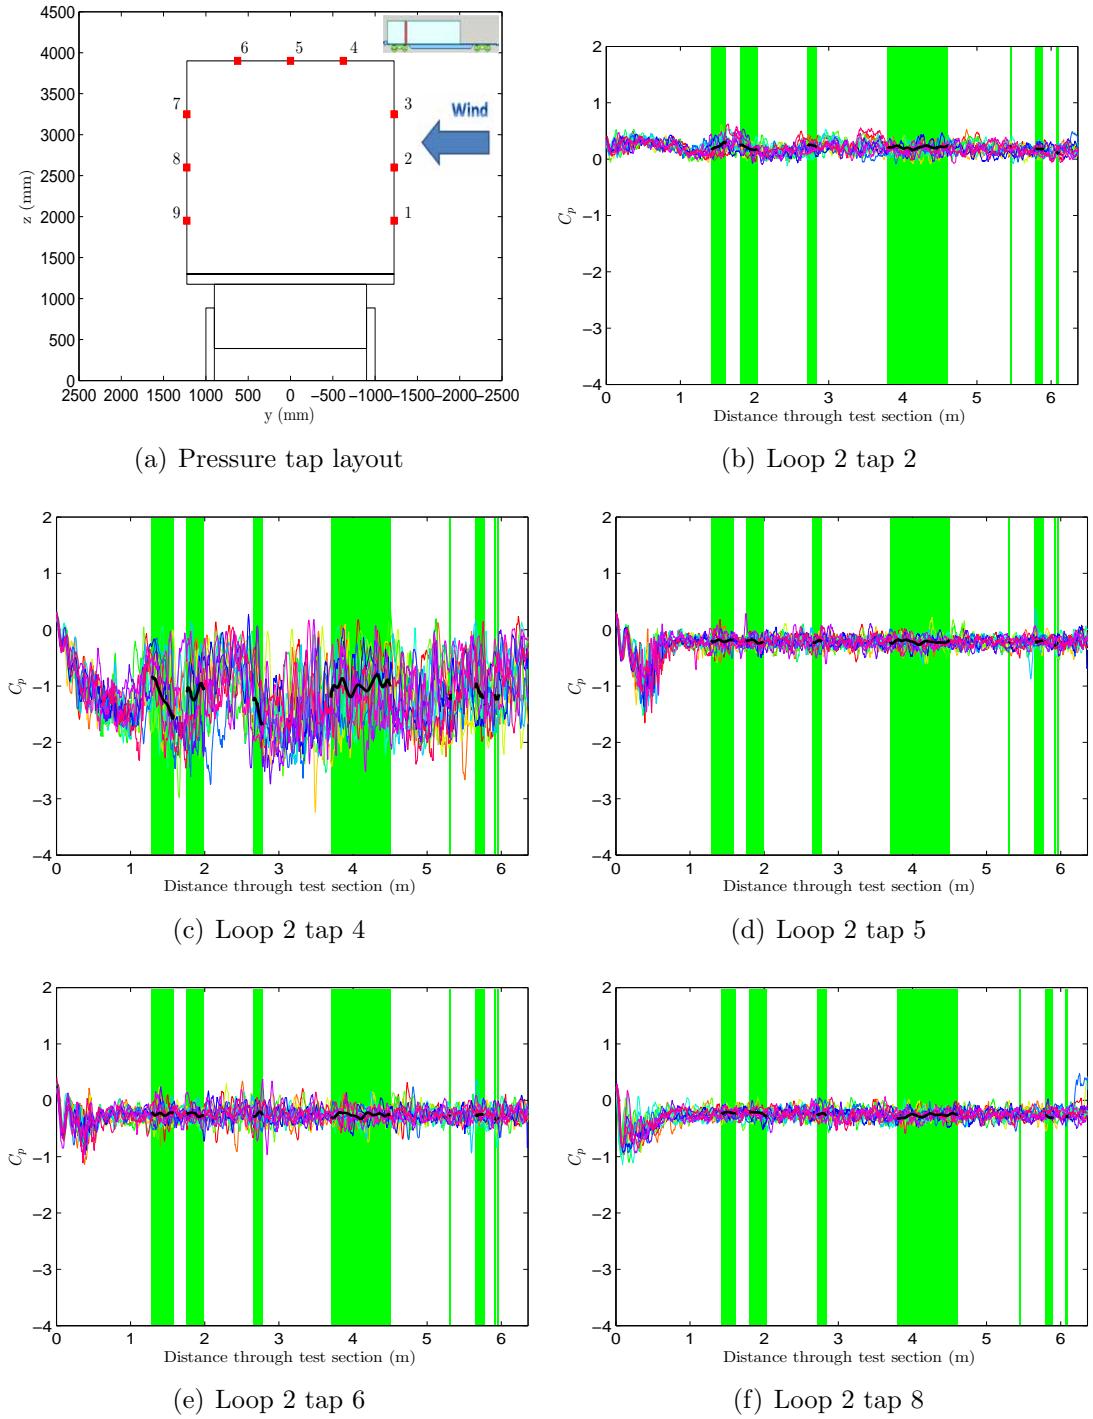 4500
4000
3500
3000
2500
2000
1500
1000
500
0
z (mm)
6 5 4
7 3
8 2
9 1
Wind
2500 2000 1500 1000 500 0 −500 −1000 −1500 −2000 −2500
y (mm)
(a) Pressure tap layout
2
1
0
−1
−2
−3
−4
Cp
0 1 2 3 4 5 6
Distance through test section (m)
(b) Loop 2 tap 2
2
1
0
−1
−2
−3
−4
Cp
0 1 2 3 4 5 6
Distance through test section (m)
(c) Loop 2 tap 4
2
1
0
−1
−2
−3
−4
Cp
0 1 2 3 4 5 6
Distance through test section (m)
(d) Loop 2 tap 5
2
1
0
−1
−2
−3
−4
Cp
0 1 2 3 4 5 6
Distance through test section (m)
(e) Loop 2 tap 6
2
1
0
−1
−2
−3
−4
Cp
0 1 2 3 4 5 6
Distance through test section (m)
(f) Loop 2 tap 8